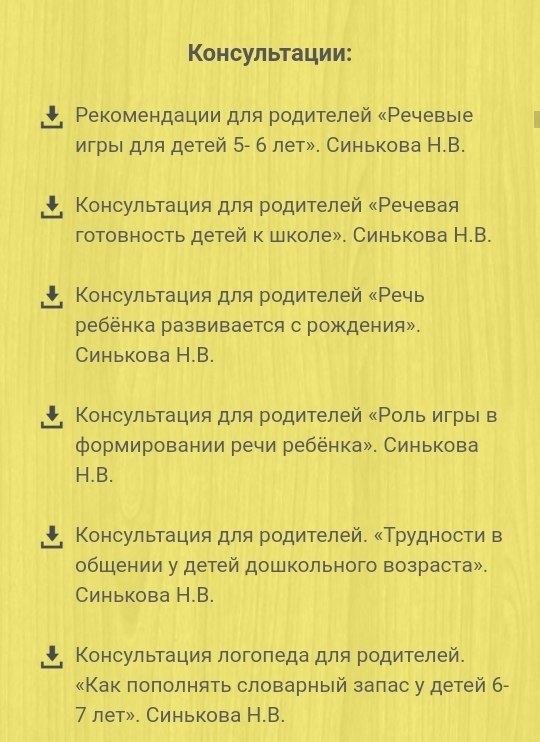 Консультации:
Рекомендации для родителей «Речевые
игры для детей 5- 6 лет». Синькова Н.В.
Консультация для родителей «Речевая
готовность детей к школе». Синькова Н.В.
Консультация для родителей «Речь
ребёнка развивается с рождения».
Синькова Н.В.
Консультация для родителей «Роль игры в
формировании речи ребёнка». Синькова
Н.В.
Консультация для родителей. «Трудности в
общении у детей дошкольного возраста».
Синькова Н.В.
Консультация логопеда для родителей.
«Как пополнять словарный запас у детей 6-
7 лет». Синькова Н.В.